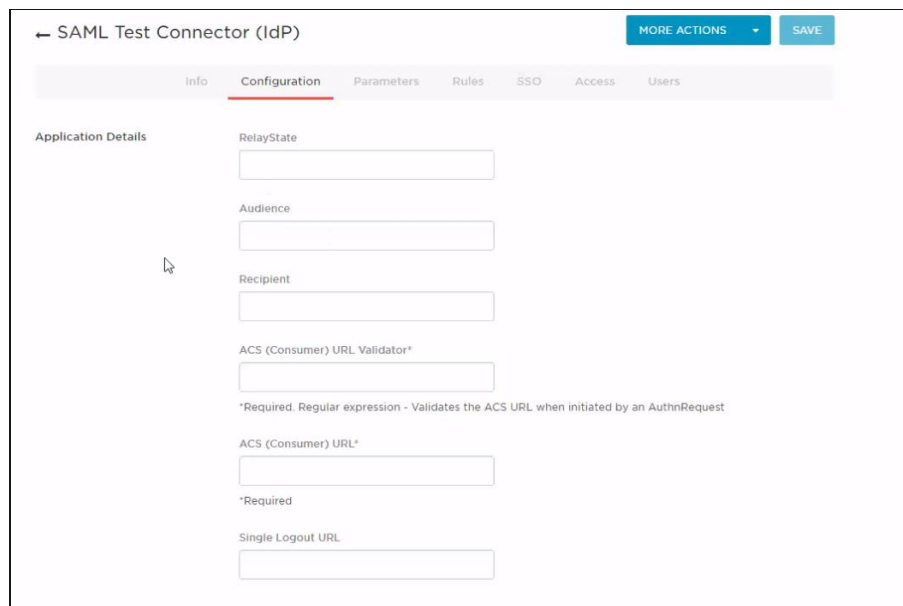 ← SAML Test Connector (IdP)
MORE ACTIONS
SAVE
Info Configuration Parameters Rules SSO Access Users
Application Details
RelayState
Audience
Recipient
ACS (Consumer) URL Validator*
*Required. Regular expression - Validates the ACS URL when initiated by an AuthnRequest
ACS (Consumer) URL*
*Required
Single Logout URL